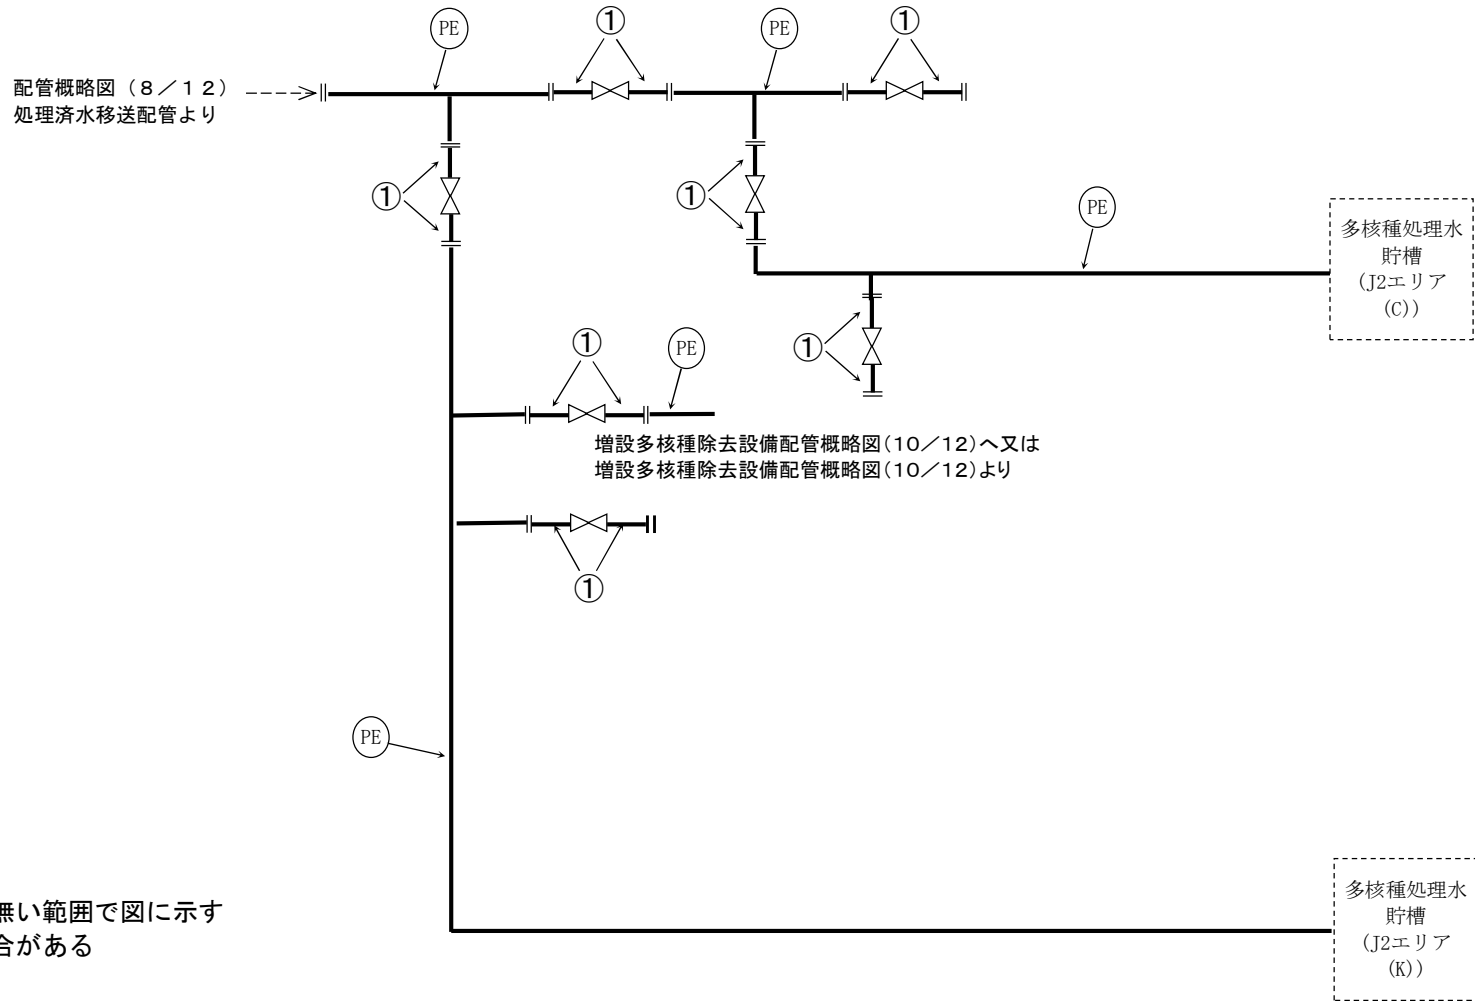 PE
①
PE
①
配管概略図（８／１２）
処理済水移送配管より
①
①
PE
多核種処理水
貯槽
(J2エリア
(C))
①
PE
①
増設多核種除去設備配管概略図(10／12)へ又は
増設多核種除去設備配管概略図(10／12)より
①
PE
多核種処理水
貯槽
(J2エリア
(K))
無い範囲で図に示す
合がある